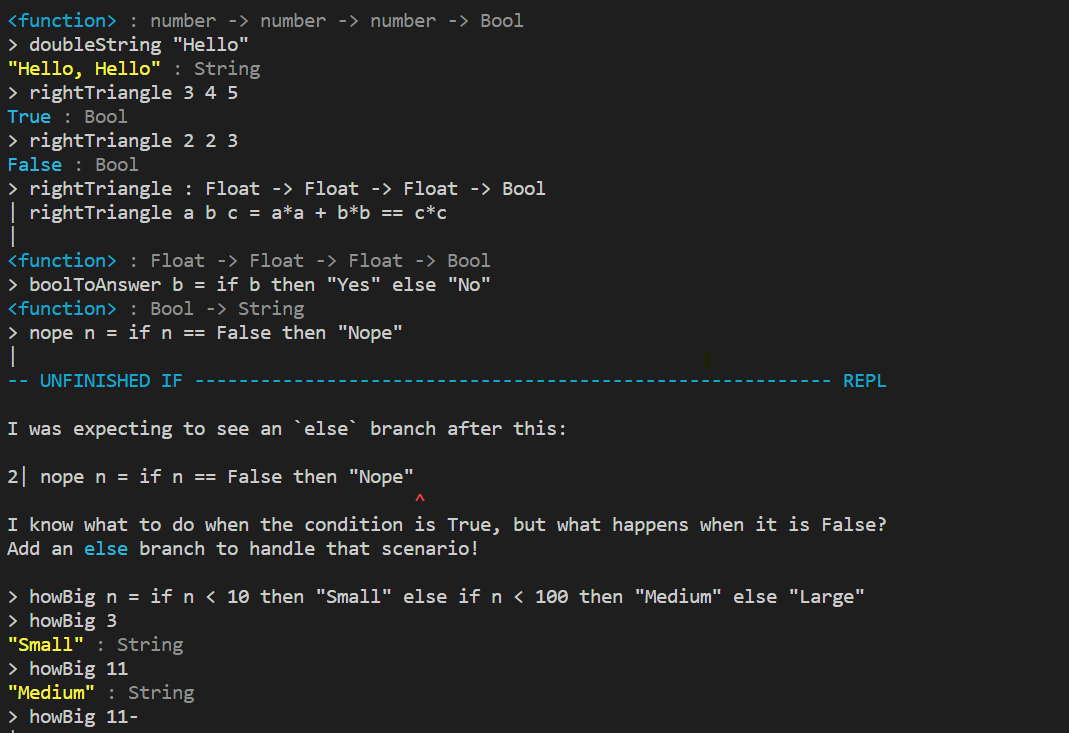 <function> : number -> number -> number -> Bool
> doubleString "Hello"
"Hello, Hello" : String
> rightTriangle 3 4 5
True : Bool
> rightTriangle 2 2 3
False : Bool
> rightTriangle : Float -> Float -> Float -> Bool
| rightTriangle a b c = a*a + b*b == c*c
|
<function> : Float -> Float -> Float -> Bool
> boolToAnswer b = if b then "Yes" else "No"
<function> : Bool -> String
> nope n = if n == False then "Nope"
|
-- UNFINISHED IF ---------------------------------------------------------- REPL
I was expecting to see an `else` branch after this:
2| nope n = if n == False then "Nope"
^
I know what to do when the condition is True, but what happens when it is False?
Add an else branch to handle that scenario!
> howBig n = if n < 10 then "Small" else if n < 100 then "Medium" else "Large"
> howBig 3
"Small" : String
> howBig 11
"Medium" : String
> howBig 11-